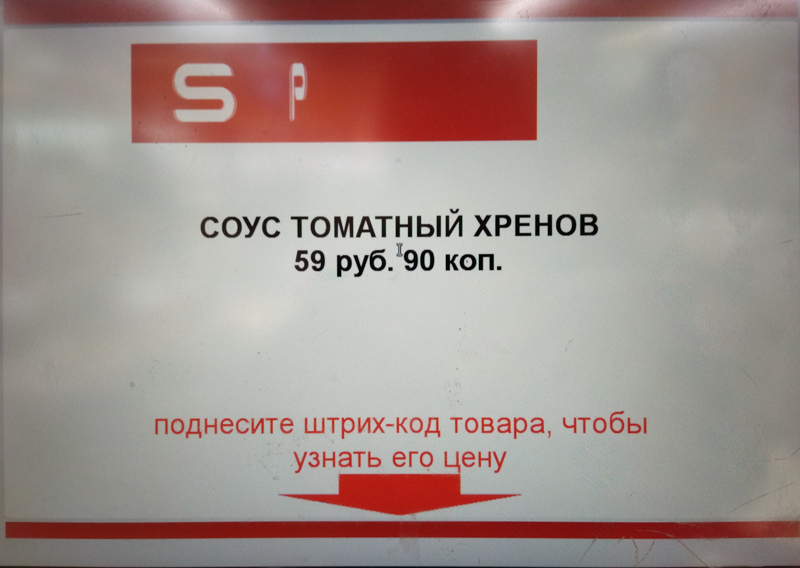 S P
СОУС ТОМАТНЫЙ ХРЕНОВ
59 руб. 90 коп.
поднесите штрих-код товара, чтобы
узнать его цену